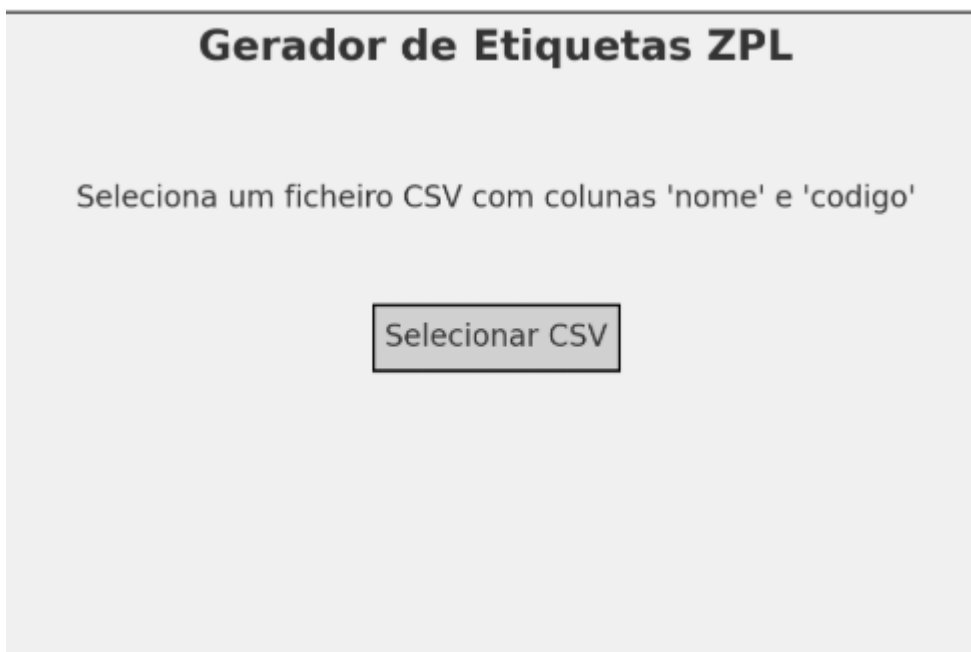 Gerador de Etiquetas ZPL
Seleciona um ficheiro CSV com colunas 'nome' e 'codigo'
Selecionar CSV